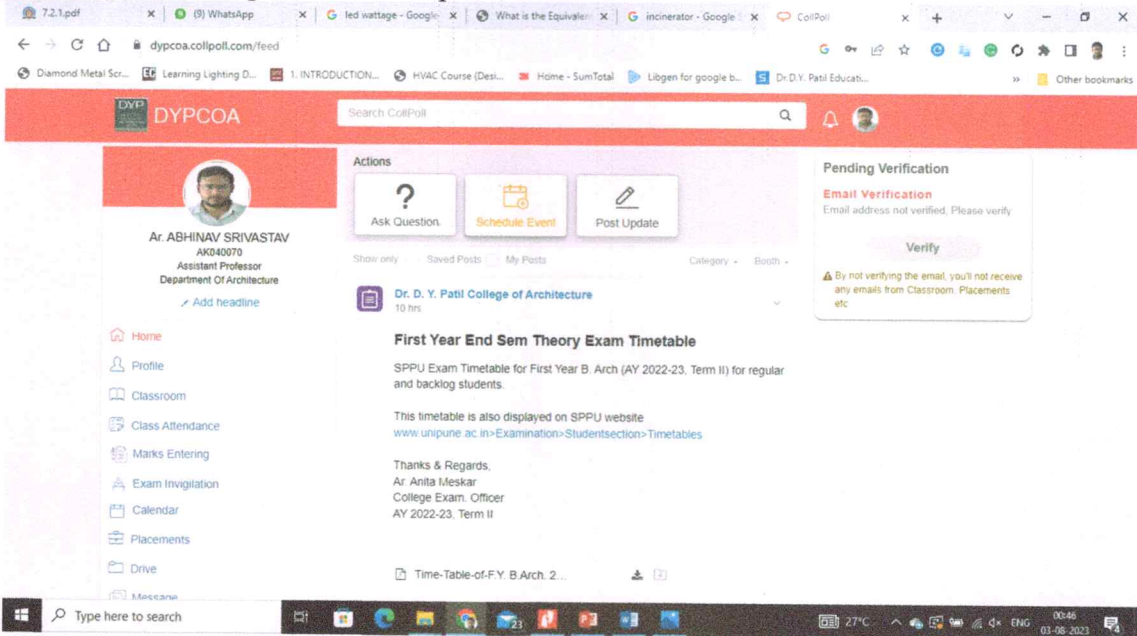 7.2.1.pdf
(9) WhatsApp
led wattage - Google
What is the Equivalen
incinerator - Google S
CollPoll
dypcoa.collpoll.com/feed
Diamond Metal Scr...
Learning Lighting D...
1. INTRODUCTION...
HVAC Course (Desi...
Home - SumTotal
Libgen for google b...
Dr.D.Y. Patil Educati...
Other bookmarks
DYP
DYPCOA
Search CollPoll
Ar. ABHINAV SRIVASTAV
AK040070
Assistant Professor
Department Of Architecture
Add headline
Home
Profile
Classroom
Class Attendance
Marks Entering
Exam Invigilation
Calendar
Placements
Drive
Message
Actions
Ask Question
Schedule Event
Post Update
Show only Saved Posts My Posts Category Booth
Dr. D. Y. Patil College of Architecture
10 hrs
First Year End Sem Theory Exam Timetable
SPPU Exam Timetable for First Year B. Arch (AY 2022-23, Term II) for regular
and backlog students.
This timetable is also displayed on SPPU website
www.unipune.ac.in>Examination>Studentsection>Timetables
Thanks & Regards,
Ar. Anita Meskar
College Exam. Officer
AY 2022-23, Term II
Time-Table-of-F.Y. B.Arch. 2...
Pending Verification
Email Verification
Email address not verified, Please verify
Verify
By not verifying the email, you'll not receive
any emails from Classroom, Placements
etc
Type here to search
23
27°C
ENG
00:46
03-08-2023
4